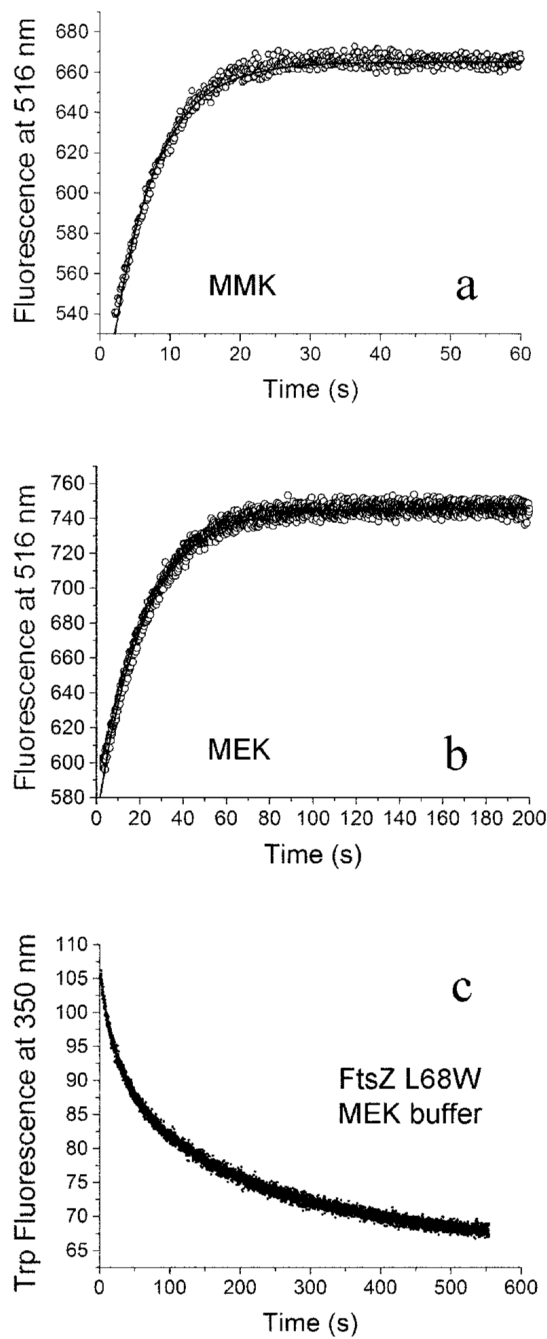 Fluorescence at 516 nm
680
660
640
620
600
580
560
540
MMK
a
0 10 20 30 40 50 60
Time (s)
Fluorescence at 516 nm
760
740
720
700
680
660
640
620
600
580
MEK
b
0 20 40 60 80 100 120 140 160 180 200
Time (s)
Trp Fluorescence at 350 nm
110
105
100
95
90
85
80
75
70
65
c
FtsZ L68W
MEK buffer
0 100 200 300 400 500 600
Time (s)